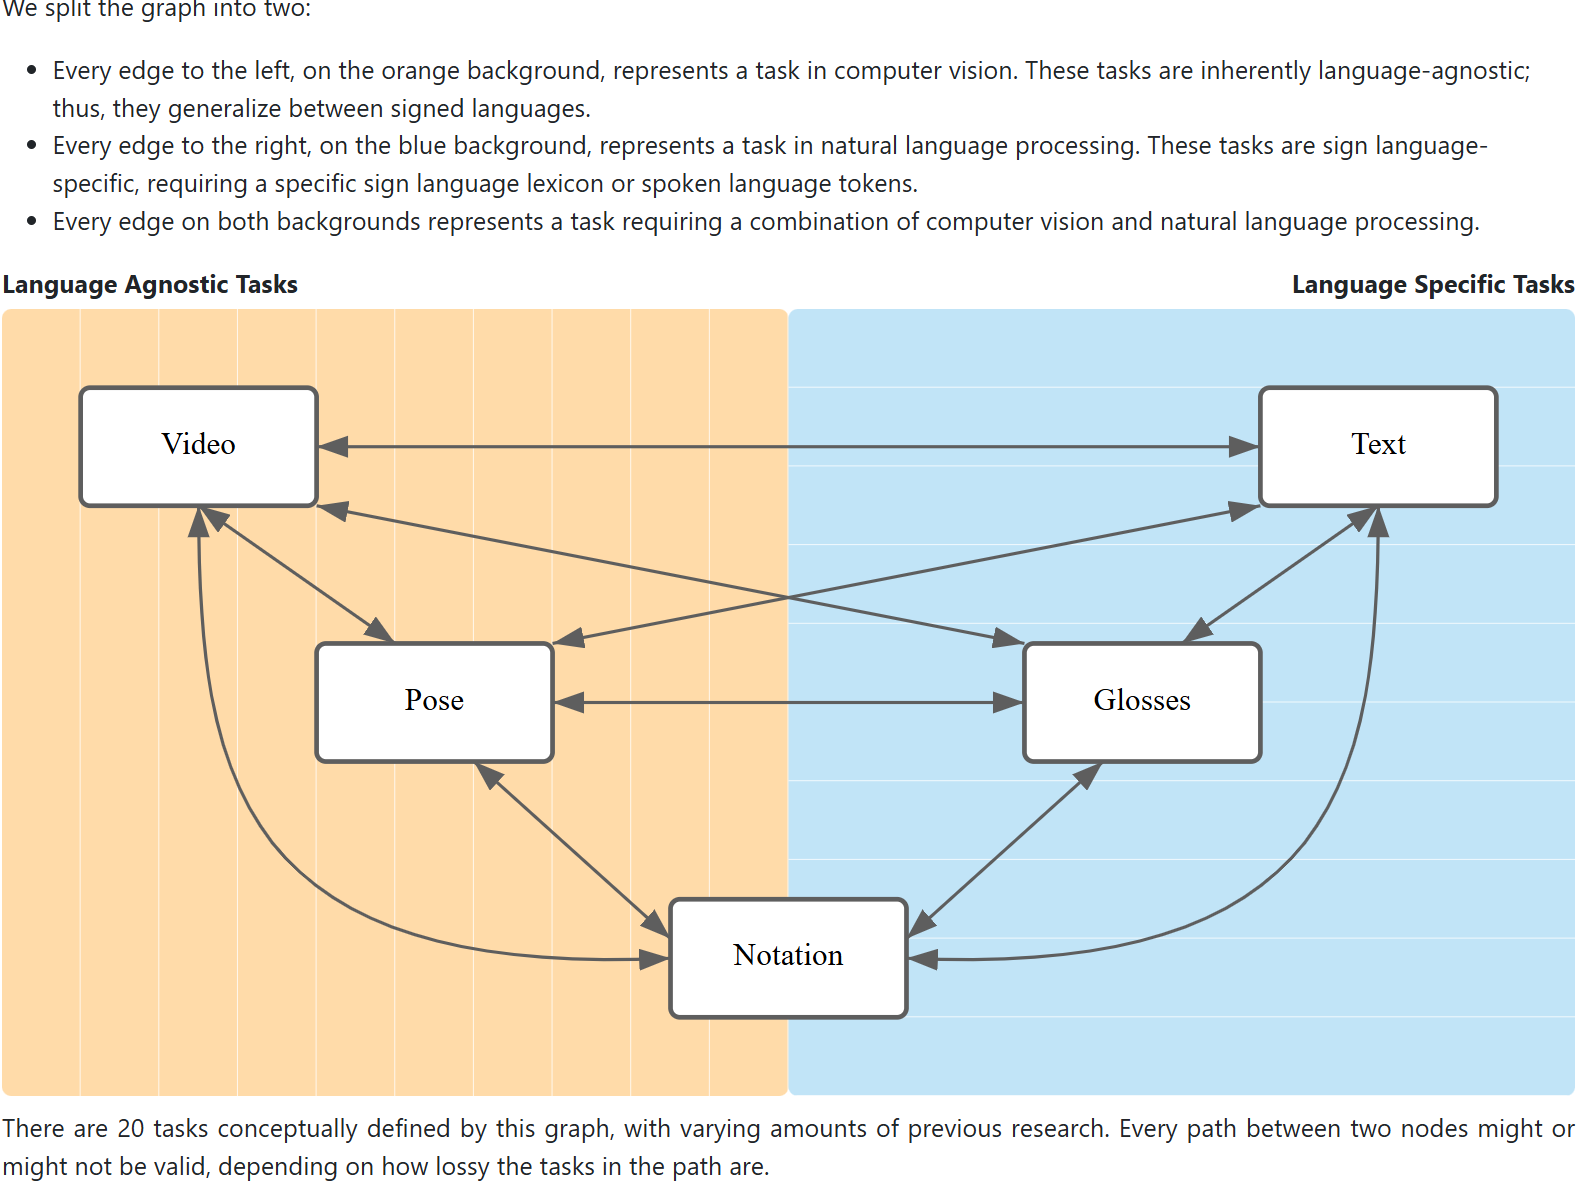 We split the graph into two:
• Every edge to the left, on the orange background, represents a task in computer vision. These tasks are inherently language-agnostic;
thus, they generalize between signed languages.
• Every edge to the right, on the blue background, represents a task in natural language processing. These tasks are sign language-
specific, requiring a specific sign language lexicon or spoken language tokens.
• Every edge on both backgrounds represents a task requiring a combination of computer vision and natural language processing.
Language Agnostic Tasks
Language Specific Tasks
Video
Text
Pose
Glosses
Notation
There are 20 tasks conceptually defined by this graph, with varying amounts of previous research. Every path between two nodes might or
might not be valid, depending on how lossy the tasks in the path are.